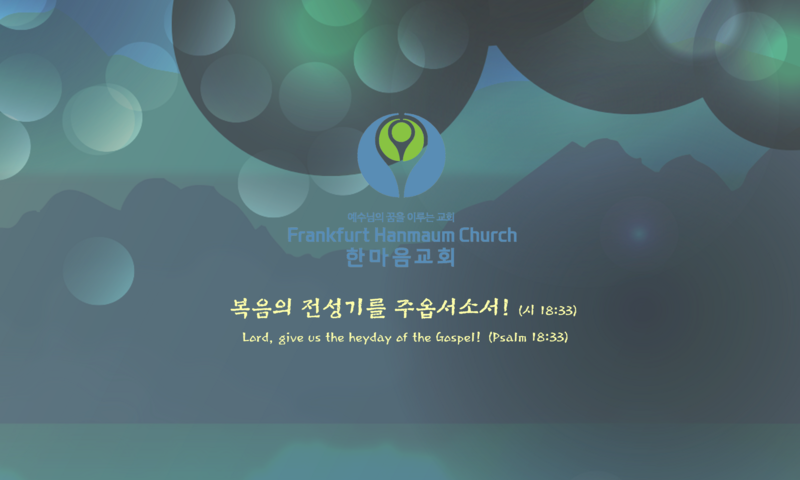 예수님의 꿈을 이루는 교회
Frankfurt Hanmaum Church
한마음교회
복음의 전성기를 주옵서소서! (시 18:33)
Lord, give us the heyday of the Gospel! (Psalm 18:33)